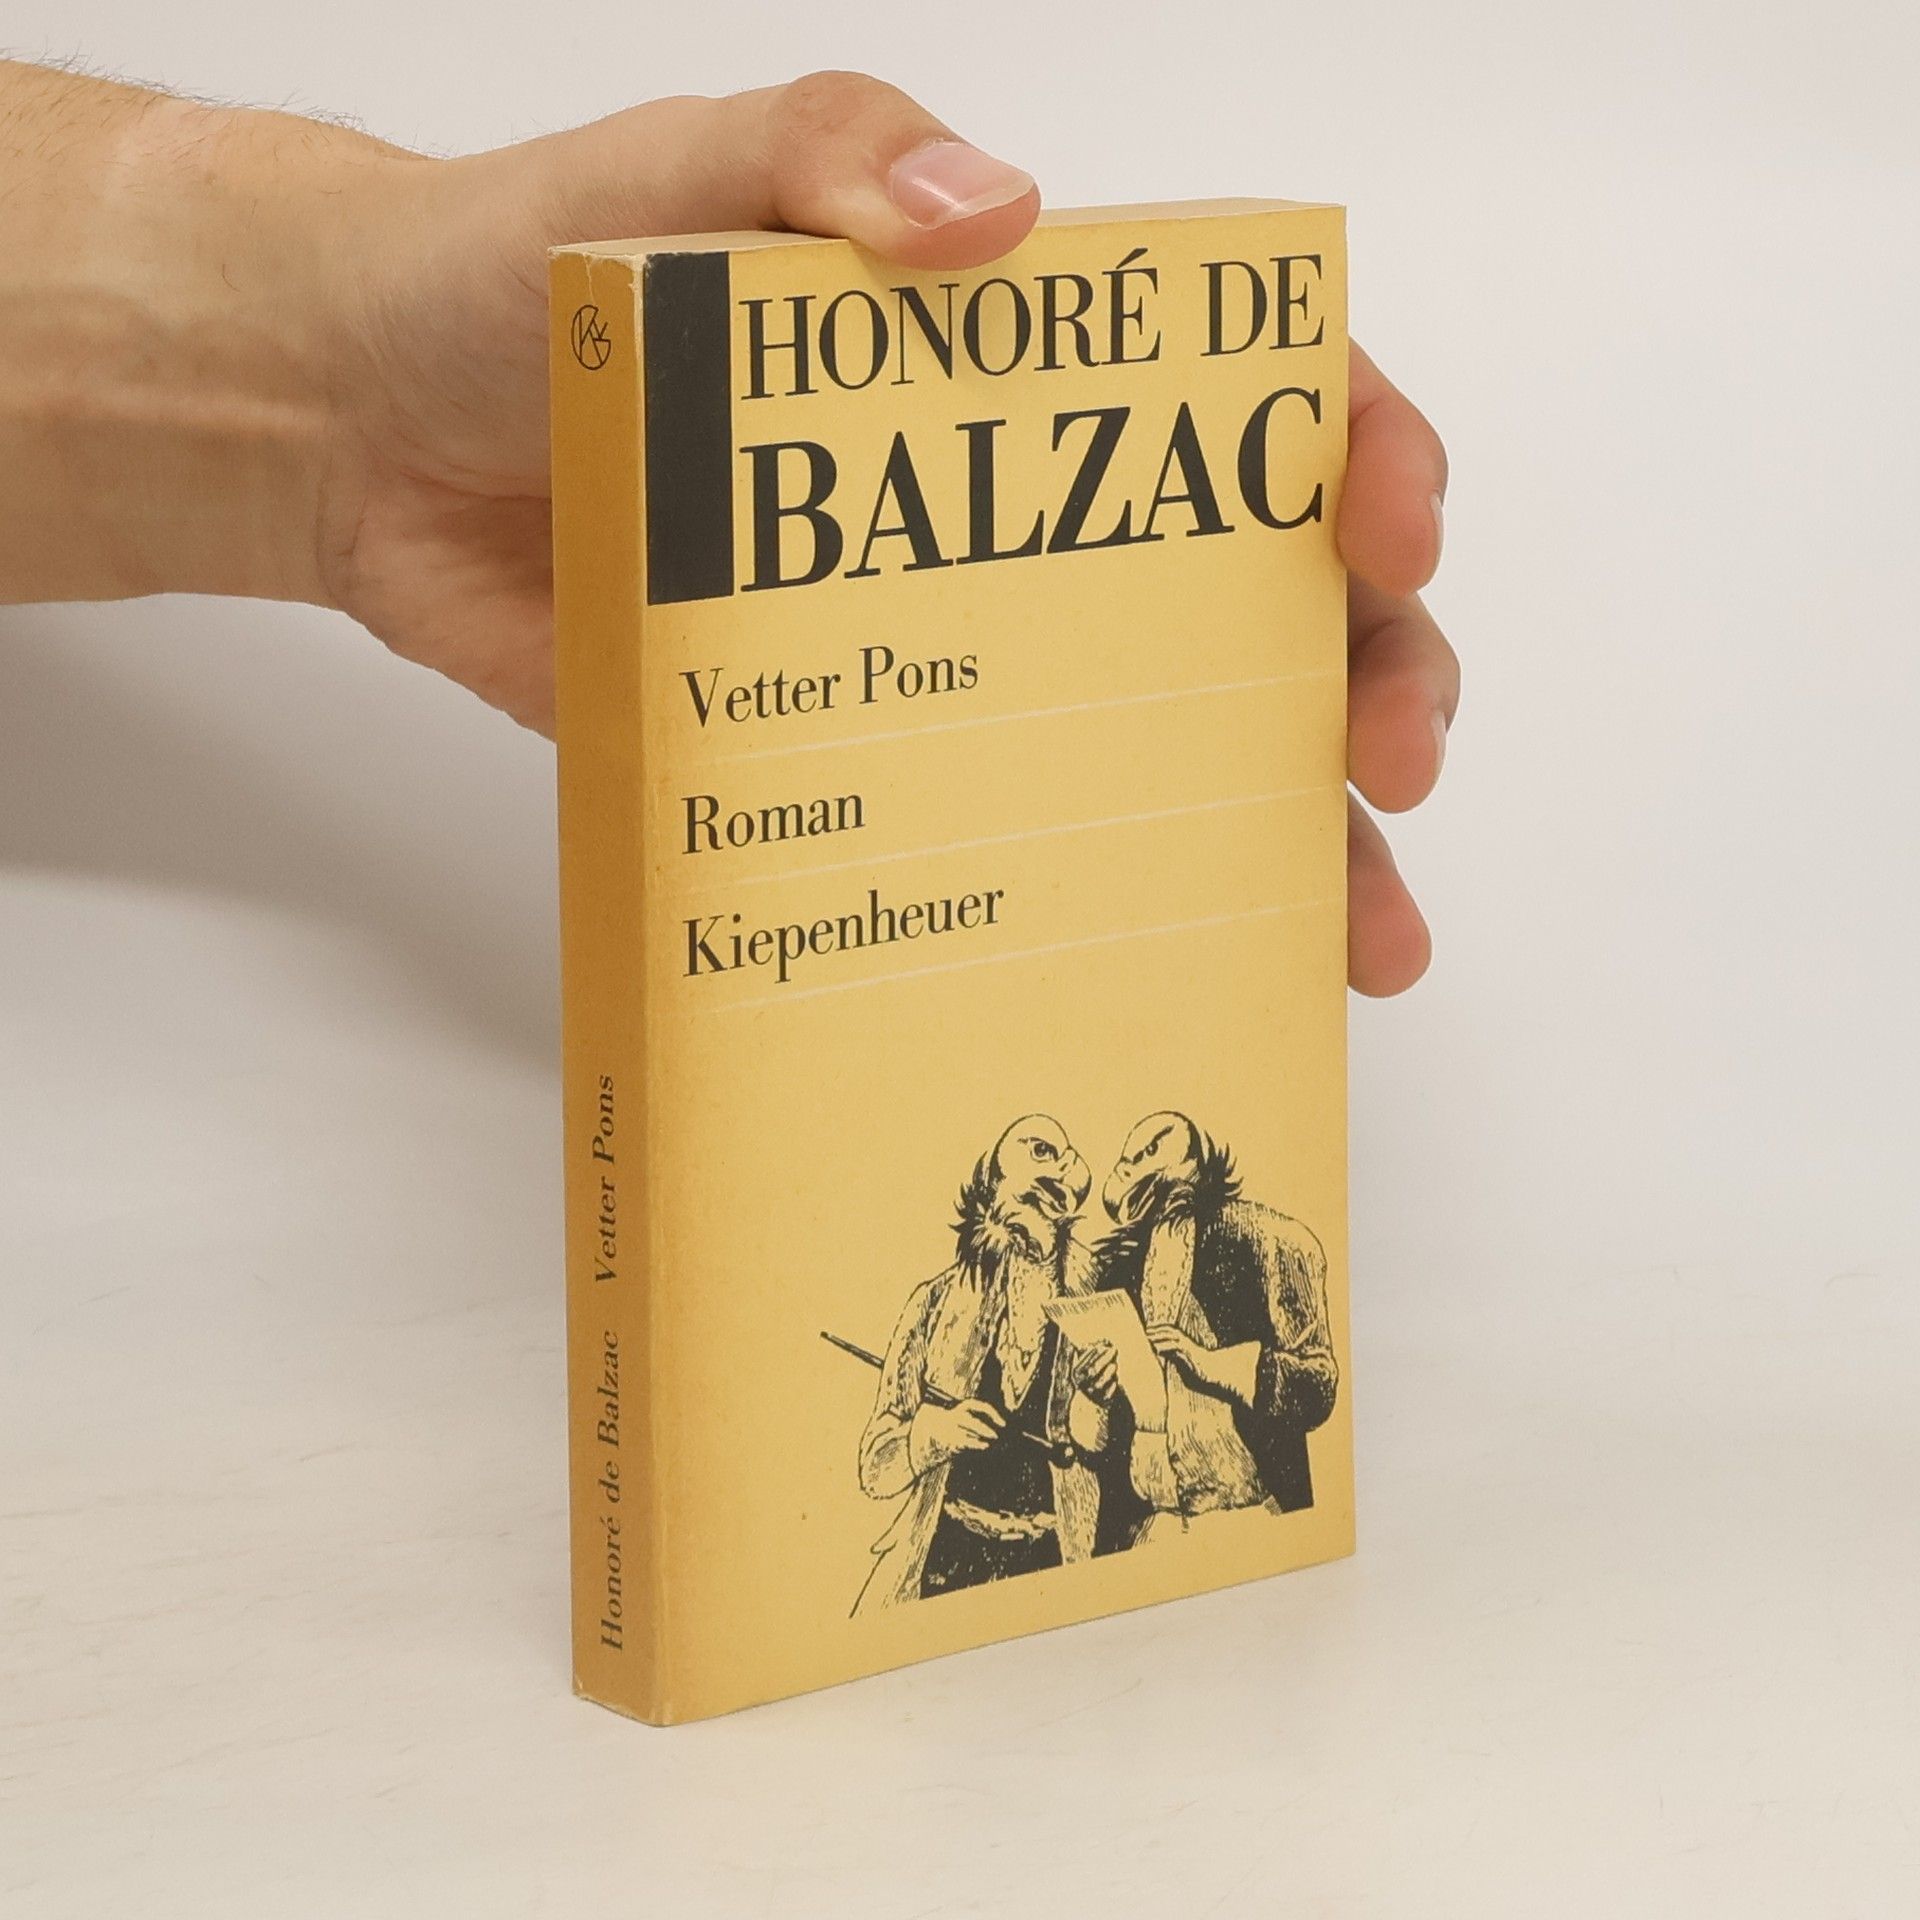 HONORÉ DE
BALZAC
Vetter Pons
Roman
Kiepenheuer
Honoré de Balzac Vetter Pons